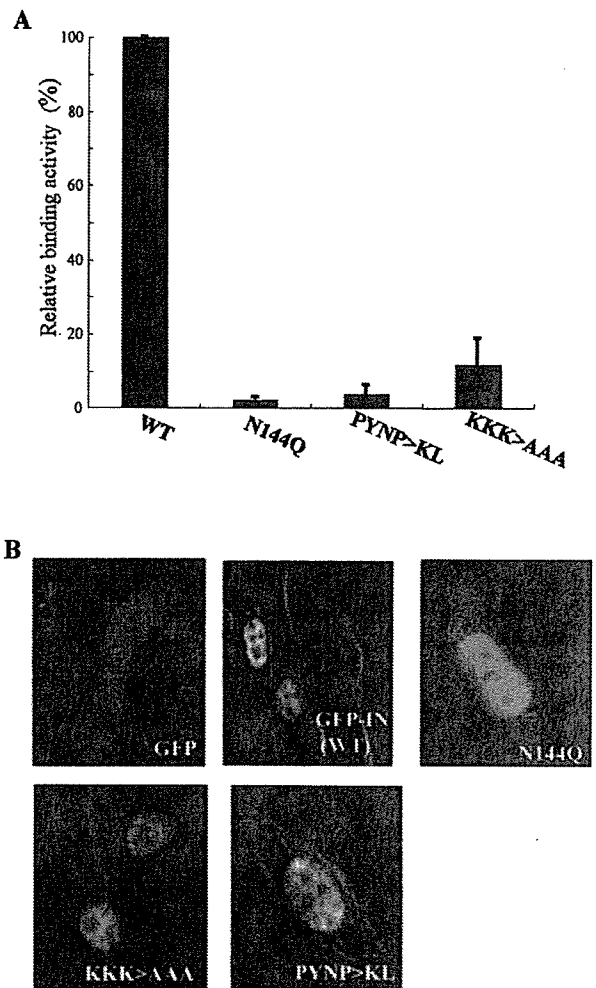 A
Relative binding activity (%)
100
80
60
40
20
0
WT
N144Q
PYNP>KL
KKK>AAA
B
GFP
GFP-IN
(WT)
N144Q
KKK>AAA
PYNP>KL